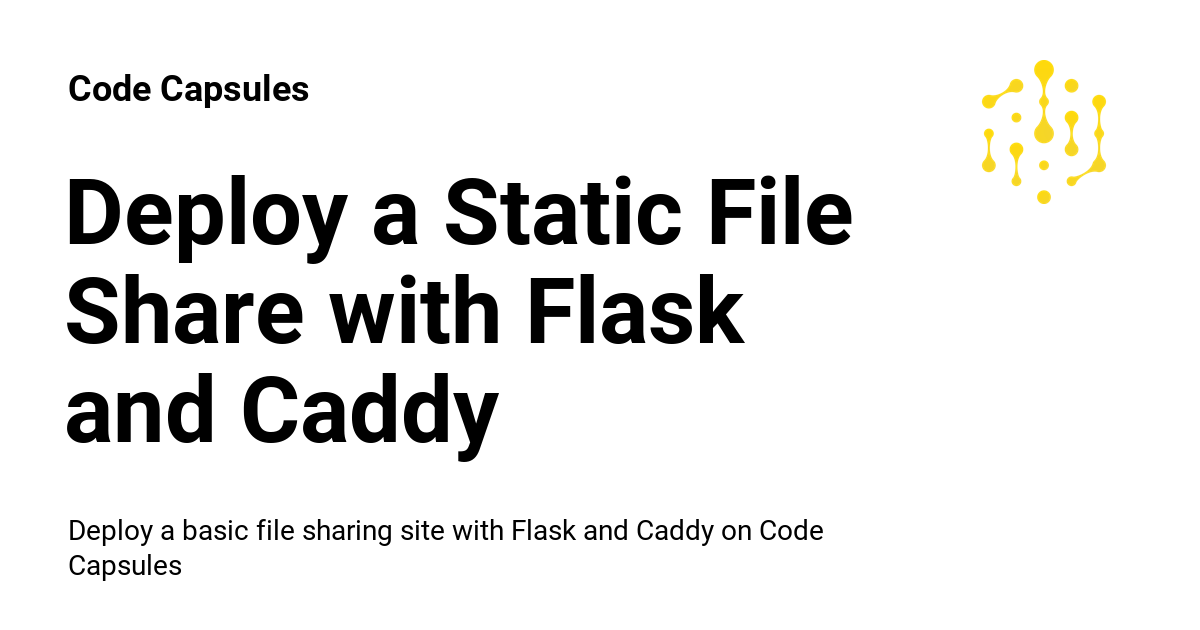 Code Capsules
Deploy a Static File
Share with Flask
and Caddy
Deploy a basic file sharing site with Flask and Caddy on Code
Capsules